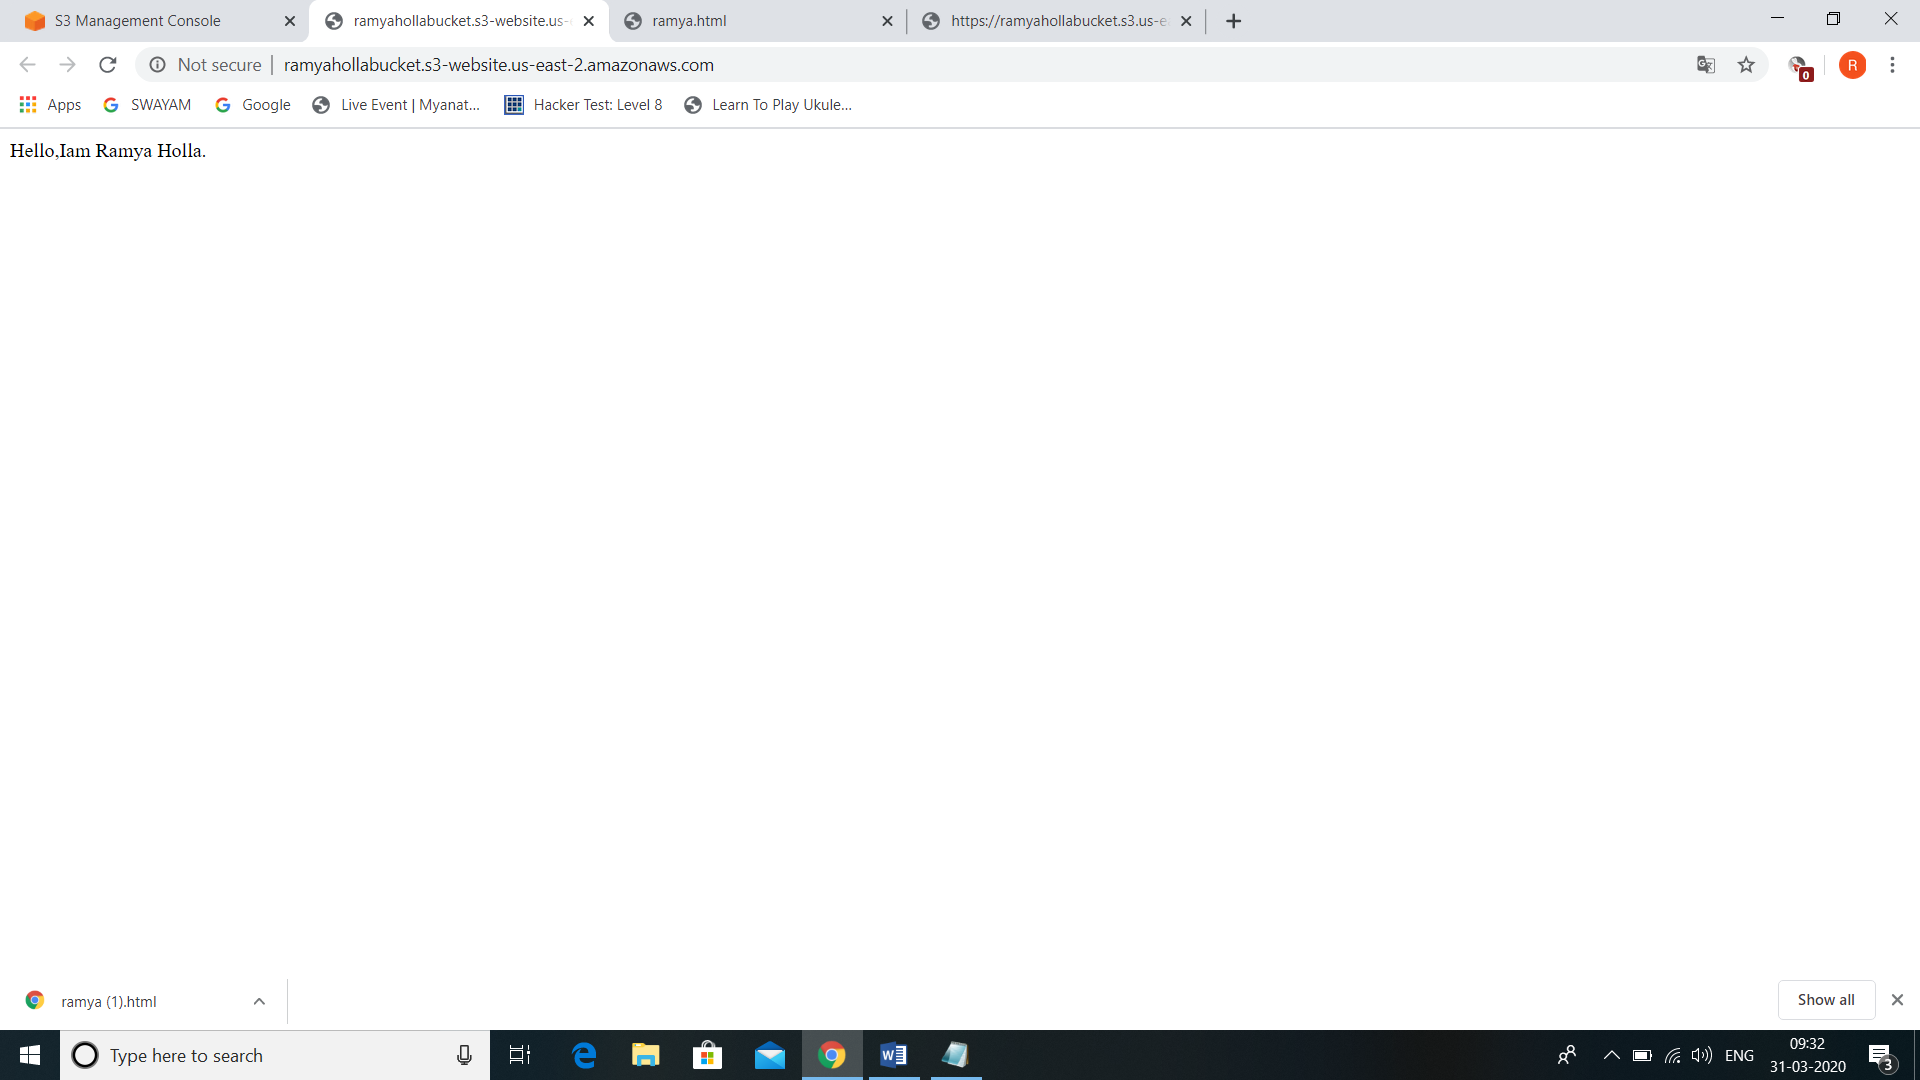 S3 Management Console
ramyahollabucket.s3-website.us-
ramya.html
https://ramyahollabucket.s3.us-e
Not secure | ramyahollabucket.s3-website.us-east-2.amazonaws.com
0
R
Apps
SWAYAM
Google
Live Event | Myanat...
Hacker Test: Level 8
Learn To Play Ukule...
Hello,Iam Ramya Holla.
ramya (1).html
Show all
Type here to search
ENG
09:32
31-03-2020
3